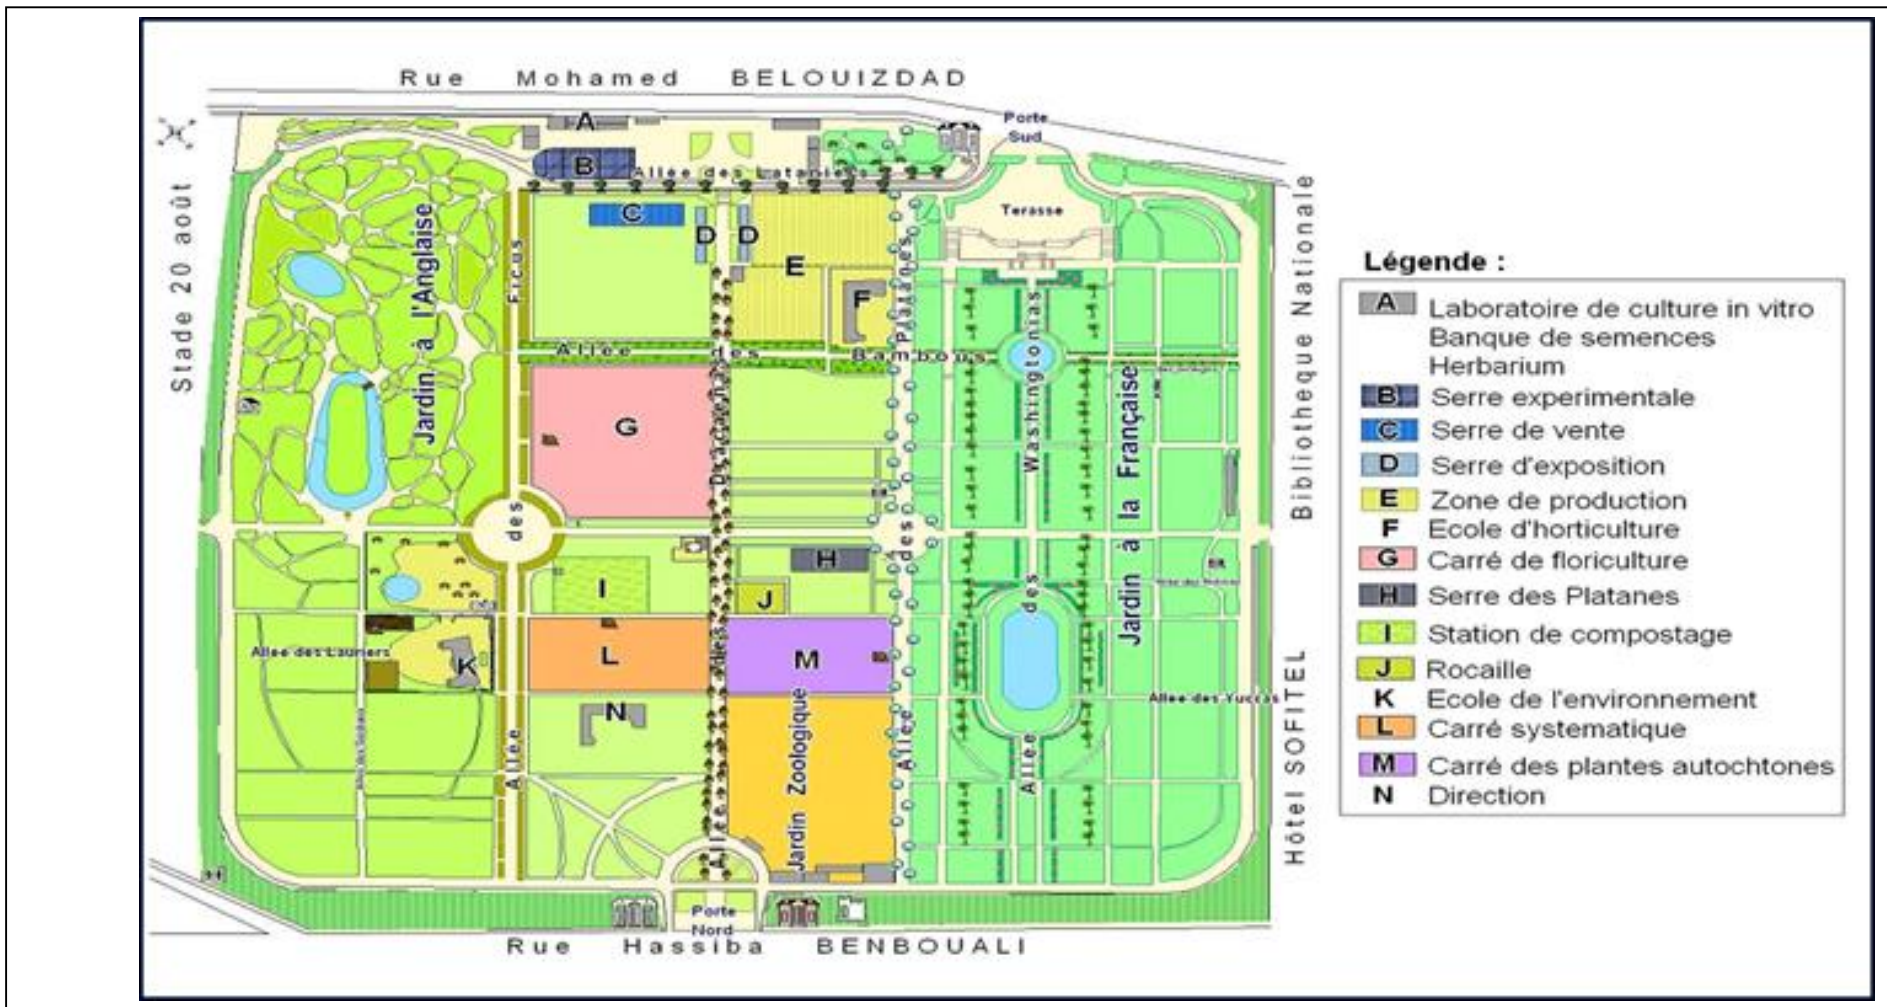 Rue Mohamed BELOUIZDAD
Porte
Sud
A
B
Allée des Lataniers
Stade 20 août
Jardin à l'Anglaise
C
D
D
E
F
Terasse
Bibliotheque Nationale
Allée des Ficus
Allée des Bambous
Allée des Dracaenas
Allée des Platanes
Allée des Washingtonias
Jardin à la Française
G
H
I
J
Allee des Lauriers
K
L
M
N
Allee des Yuccas
Jardin Zoologique
Hôtel SOFITEL
Porte
Nord
Rue Hassiba BENBOUALI
Légende :
A Laboratoire de culture in vitro
Banque de semences
Herbarium
B Serre experimentale
C Serre de vente
D Serre d'exposition
E Zone de production
F Ecole d'horticulture
G Carré de floriculture
H Serre des Platanes
I Station de compostage
J Rocaille
K Ecole de l'environnement
L Carré systematique
M Carré des plantes autochtones
N Direction